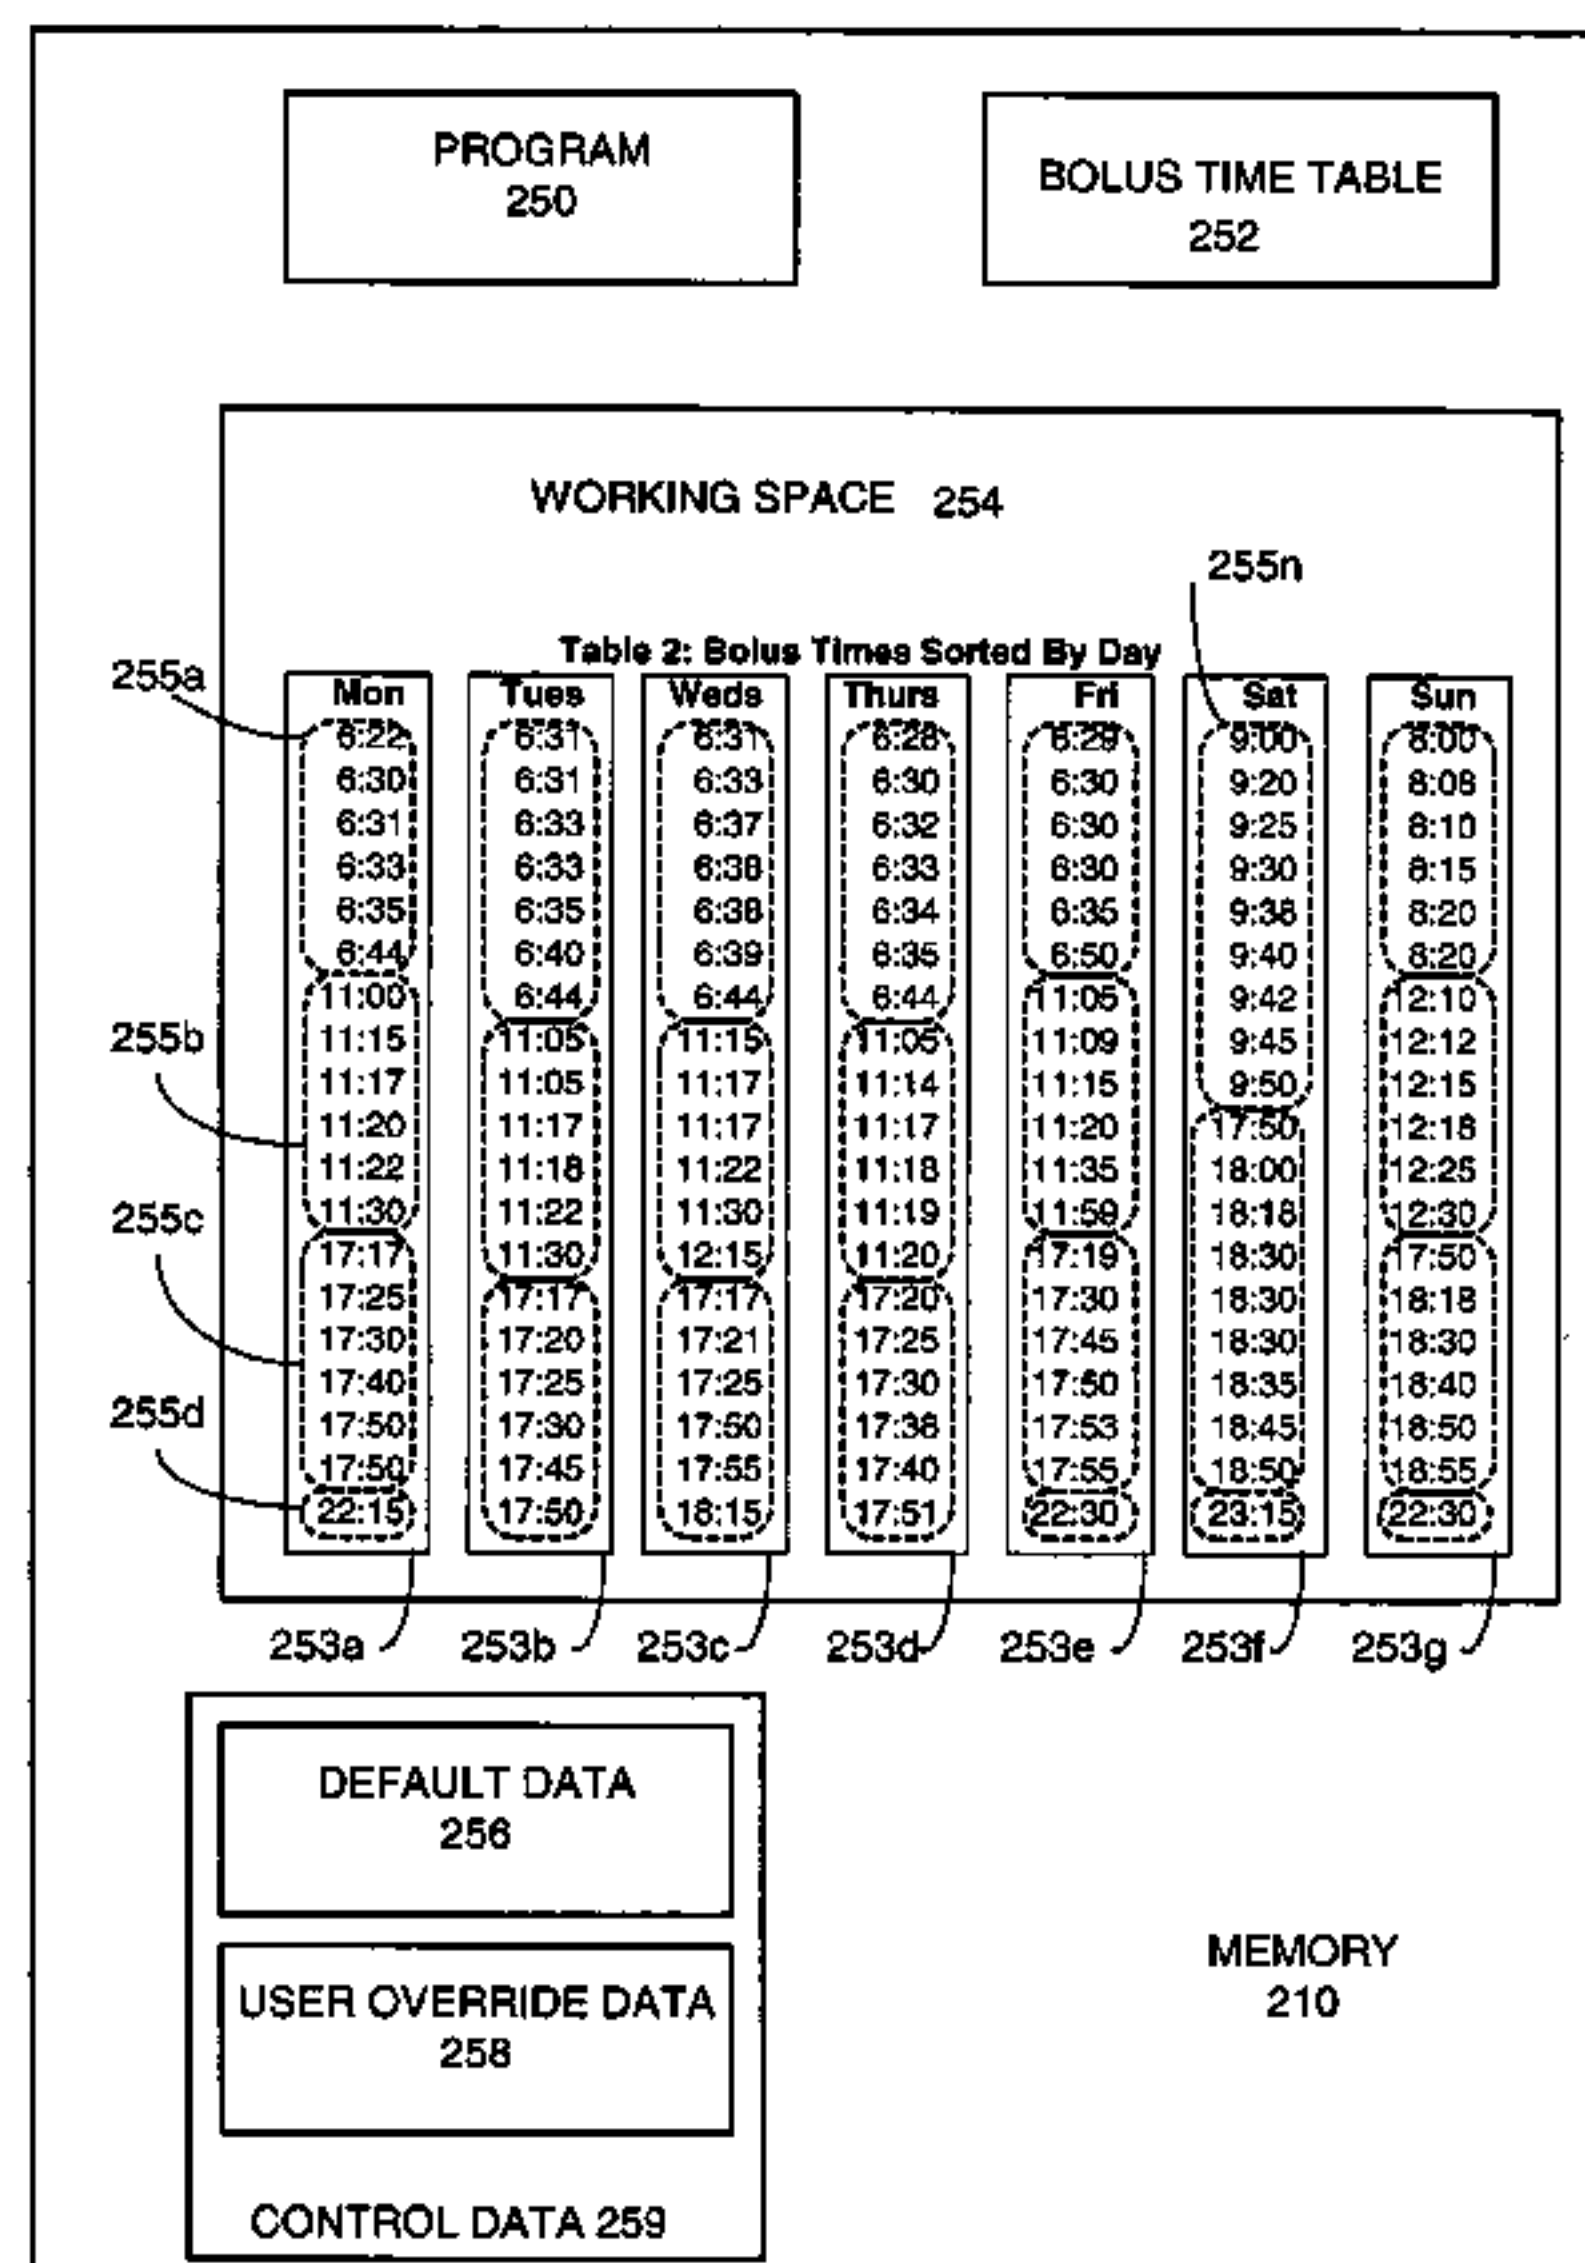 PROGRAM
250
BOLUS TIME TABLE
252
WORKING SPACE 254
255n
Table 2: Bolus Times Sorted By Day
255a
255b
255c
255d
Mon Tues Weds Thurs Fri Sat Sun
6:22 6:31 6:31 6:28 6:29 9:00 8:00
6:30 6:31 6:33 6:30 6:30 9:20 8:08
6:31 6:33 6:37 6:32 6:30 9:25 8:10
6:33 6:33 6:38 6:33 6:30 9:30 8:15
6:35 6:35 6:38 6:34 6:35 9:38 8:20
6:44 6:40 6:39 6:35 6:50 9:40 8:20
11:00 6:44 6:44 6:44 11:05 9:42 12:10
11:15 11:05 11:15 11:05 11:09 9:45 12:12
11:17 11:05 11:17 11:14 11:15 9:50 12:15
11:20 11:17 11:17 11:17 11:20 17:50 12:18
11:22 11:18 11:22 11:18 11:35 18:00 12:25
11:30 11:22 11:30 11:19 11:59 18:18 12:30
17:17 11:30 12:15 11:20 17:19 18:30 17:50
17:25 17:17 17:17 17:20 17:30 18:30 18:18
17:30 17:20 17:21 17:25 17:45 18:30 18:30
17:40 17:25 17:25 17:30 17:50 18:35 18:40
17:50 17:30 17:50 17:38 17:53 18:45 18:50
17:50 17:45 17:55 17:40 17:55 18:50 18:55
22:15 17:50 18:15 17:51 22:30 23:15 22:30
253a 253b 253c 253d 253e 253f 253g
DEFAULT DATA
256
USER OVERRIDE DATA
258
CONTROL DATA 259
MEMORY
210